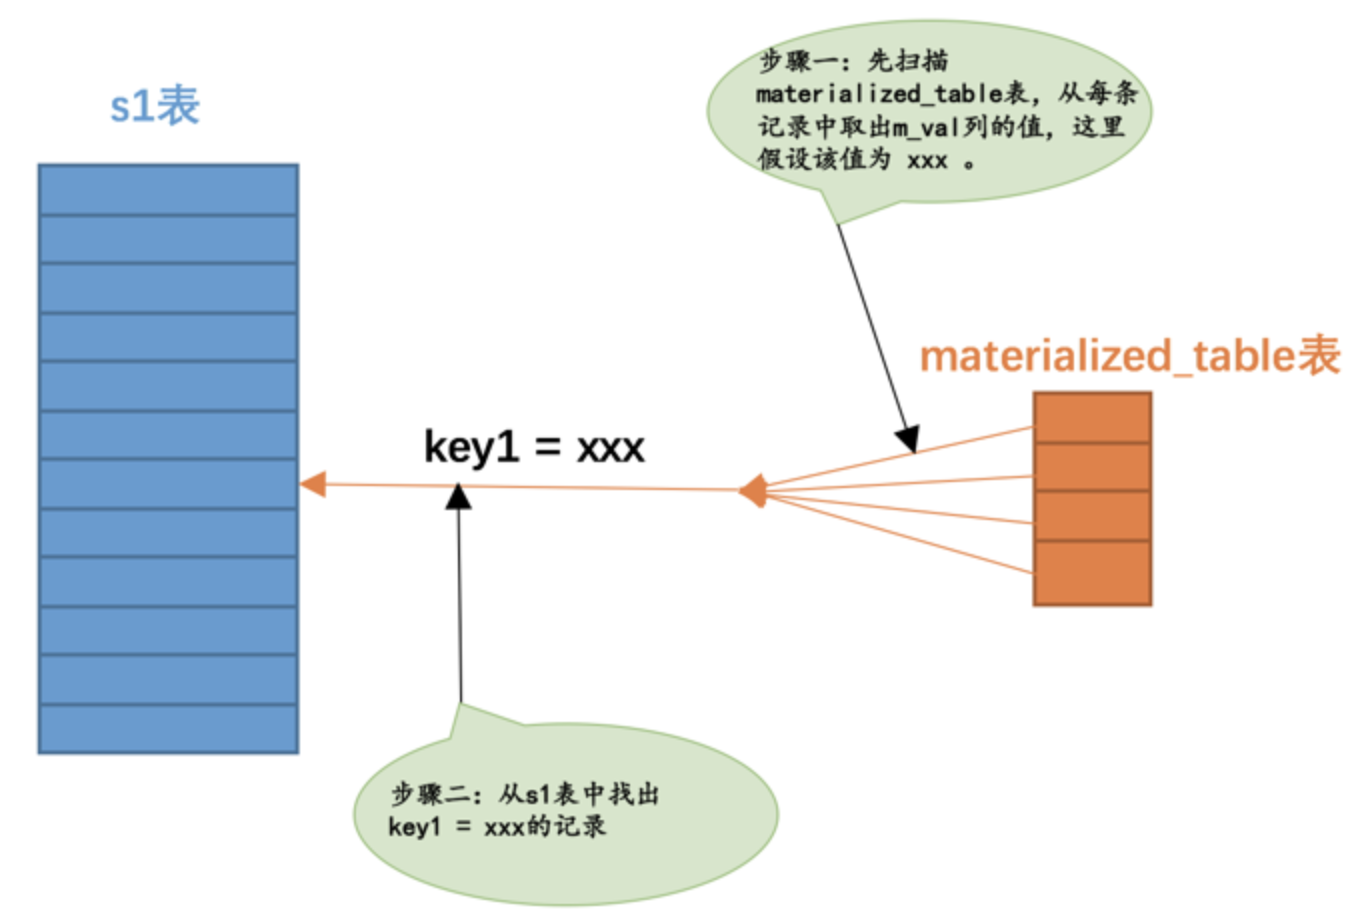 步骤一：先扫描
materialized_table表，从每条
记录中取出m_val列的值，这里
假设该值为 xxx 。
s1表
materialized_table表
key1 = xxx
步骤二：从s1表中找出
key1 = xxx的记录